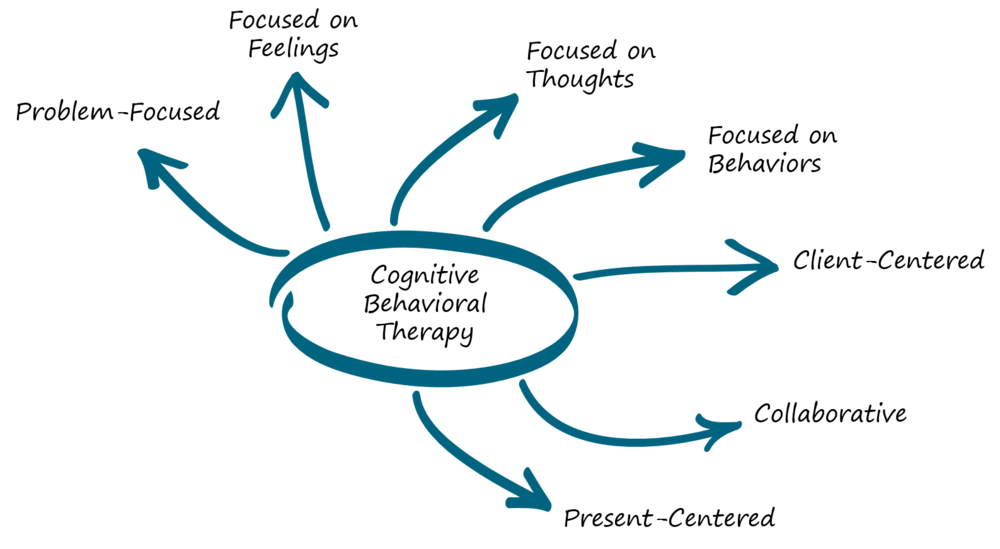 Focused on
Feelings
Focused on
Thoughts
Problem-Focused
Focused on
Behaviors
Client-Centered
Cognitive
Behavioral
Therapy
Collaborative
Present-Centered